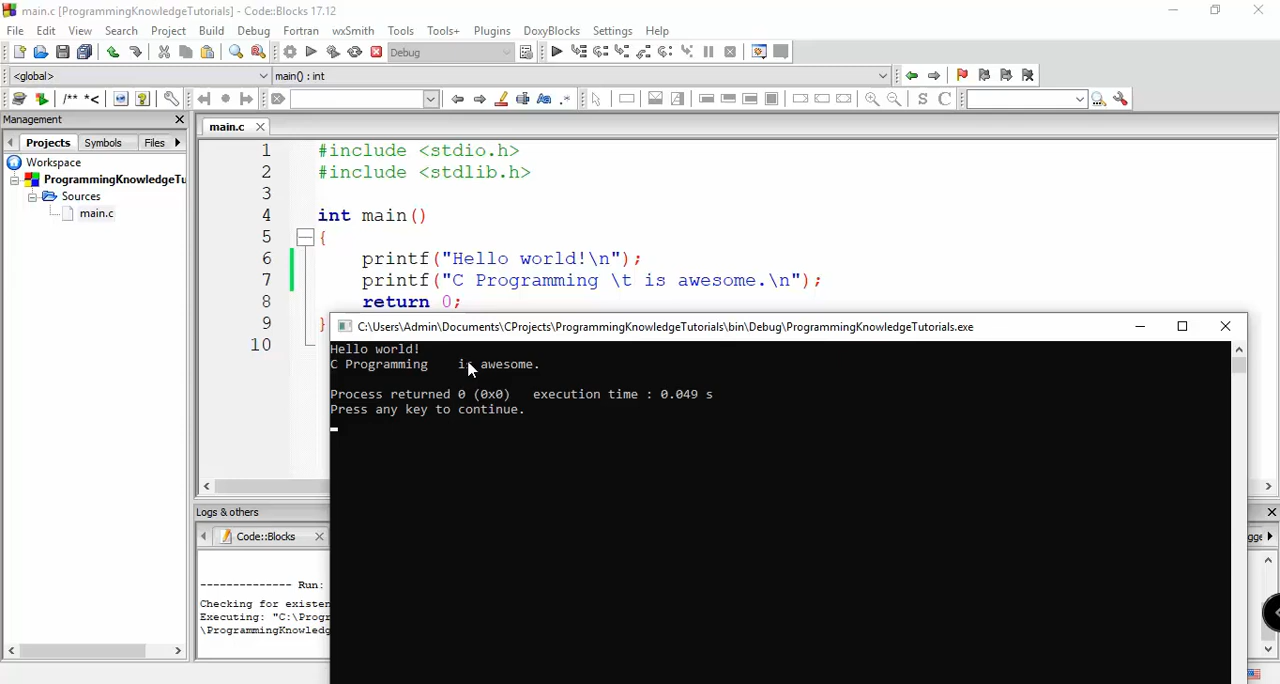 main.c [ProgrammingKnowledgeTutorials] - Code::Blocks 17.12
File Edit View Search Project Build Debug Fortran wxSmith Tools Tools+ Plugins DoxyBlocks Settings Help
Debug
<global> main() : int
/** *<
S C
Management
Projects Symbols Files
Workspace
ProgrammingKnowledgeTu
Sources
main.c
main.c
1 #include <stdio.h>
2 #include <stdlib.h>
3
4 int main()
5 {
6 printf("Hello world!\n");
7 printf("C Programming \t is awesome.\n");
8 return 0;
9 }
10
C:\Users\Admin\Documents\CProjects\ProgrammingKnowledgeTutorials\bin\Debug\ProgrammingKnowledgeTutorials.exe
Hello world!
C Programming    is awesome.
Process returned 0 (0x0)   execution time : 0.049 s
Press any key to continue.
Logs & others
Code::Blocks
gge
-------------- Run:
Checking for existen
Executing: "C:\Progr
\ProgrammingKnowledg